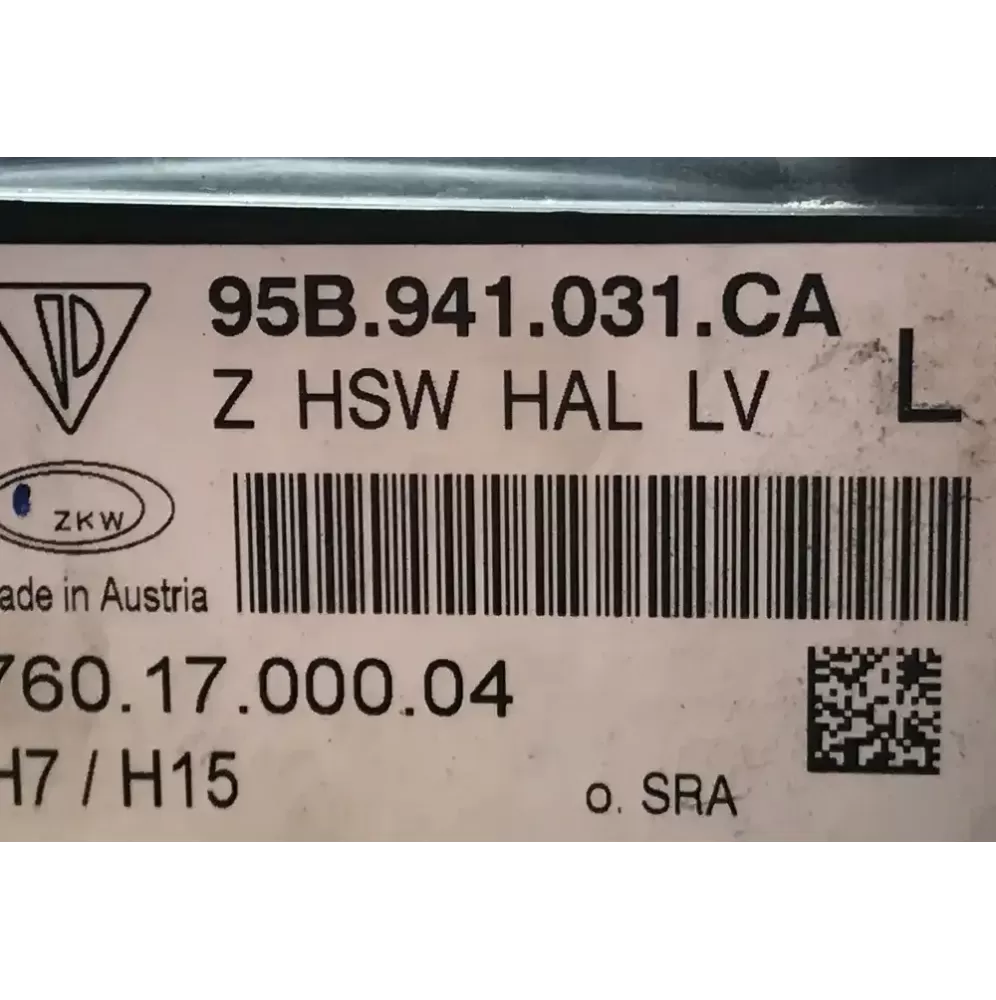 95B.941.031.CA
Z HSW HAL LV L
ZKW
ade in Austria
760.17.000.04
H7 / H15
o. SRA